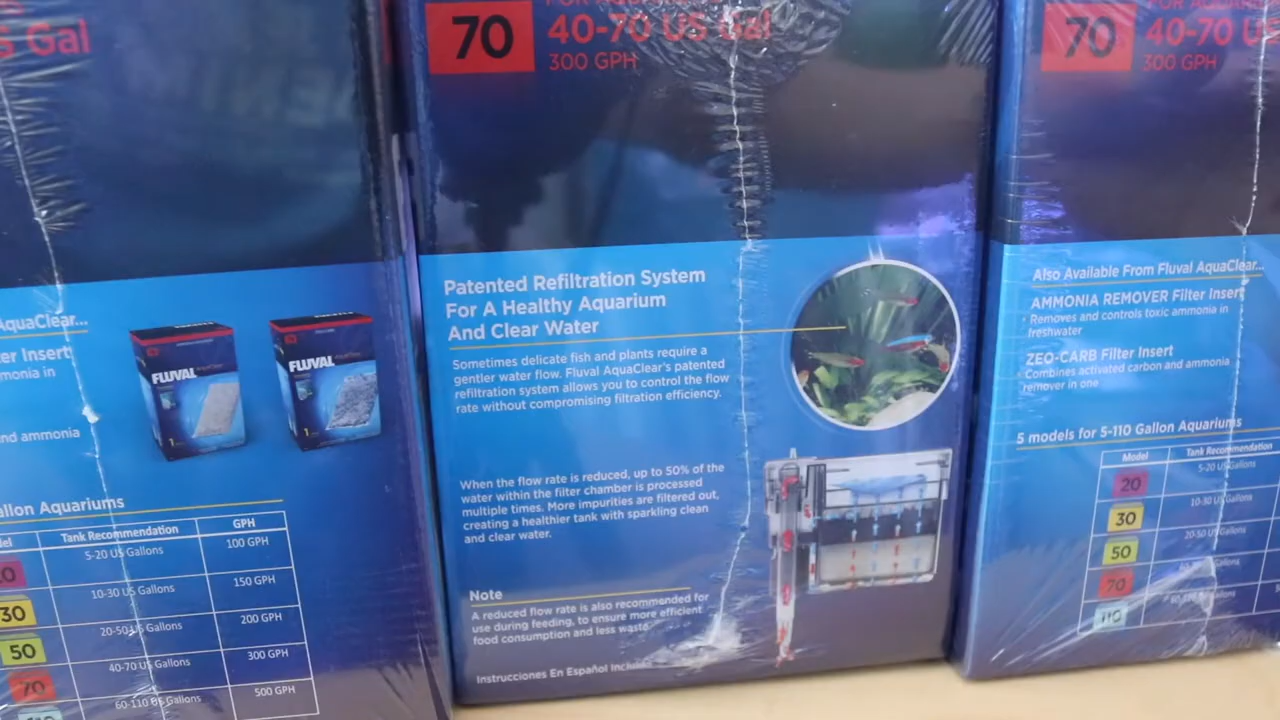 S Gal
AquaClear...
ter Insert
monia in
nd ammonia
FLUVAL
FLUVAL
allon Aquariums
del Tank Recommendation GPH
0 5-20 US Gallons 100 GPH
30 10-30 US Gallons 150 GPH
50 20-50 US Gallons 200 GPH
70 40-70 US Gallons 300 GPH
60-110 US Gallons 500 GPH
70
40-70 US Gal
300 GPH
Patented Refiltration System
For A Healthy Aquarium
And Clear Water
Sometimes delicate fish and plants require a
gentler water flow. Fluval AquaClear's patented
refiltration system allows you to control the flow
rate without compromising filtration efficiency.
When the flow rate is reduced, up to 50% of the
water within the filter chamber is processed
multiple times. More impurities are filtered out,
creating a healthier tank with sparkling clean
and clear water.
Note
A reduced flow rate is also recommended for
use during feeding, to ensure more efficient
food consumption and less waste.
Instrucciones En Español
70
40-70 US
300 GPH
Also Available From Fluval AquaClear...
AMMONIA REMOVER Filter Insert
• Removes and controls toxic ammonia in
freshwater
ZEO-CARB Filter Insert
• Combines activated carbon and ammonia
remover in one
5 models for 5-110 Gallon Aquariums
Model Tank Recommendation
20 5-20 US Gallons
30 10-30 US Gallons
50 20-50 US Gallons
70
110